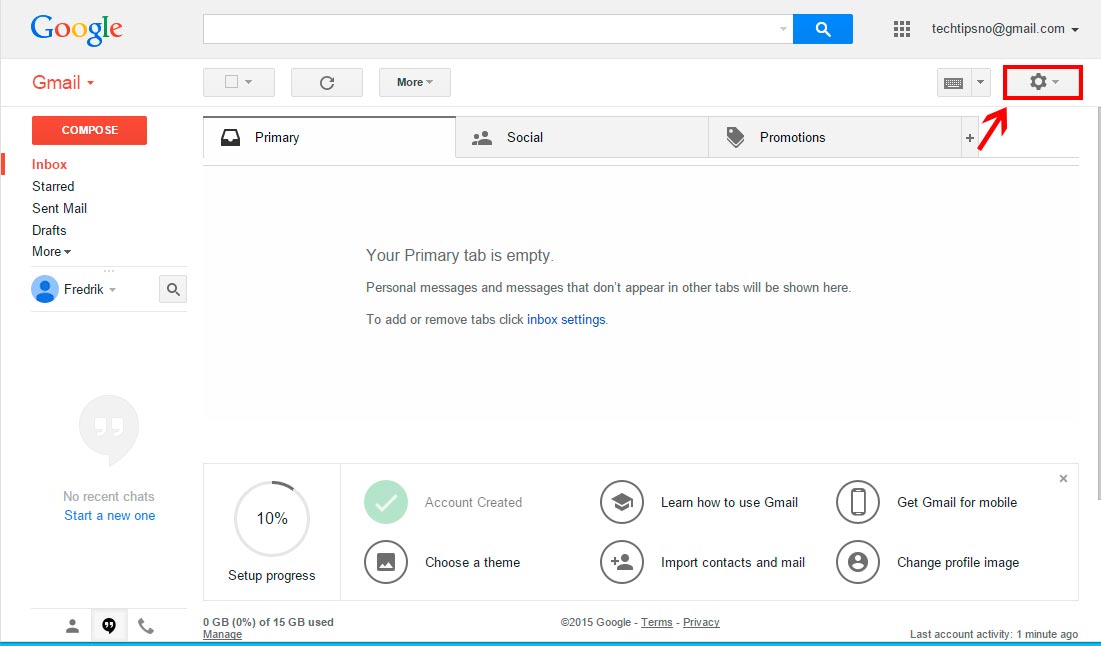 Google
techtipsno@gmail.com
Gmail
More
COMPOSE
Primary
Social
Promotions
+
Inbox
Starred
Sent Mail
Drafts
More
Fredrik
Your Primary tab is empty.
Personal messages and messages that don't appear in other tabs will be shown here.
To add or remove tabs click inbox settings.
No recent chats
Start a new one
10%
Setup progress
Account Created
Learn how to use Gmail
Get Gmail for mobile
Choose a theme
Import contacts and mail
Change profile image
0 GB (0%) of 15 GB used
Manage
©2015 Google - Terms - Privacy
Last account activity: 1 minute ago